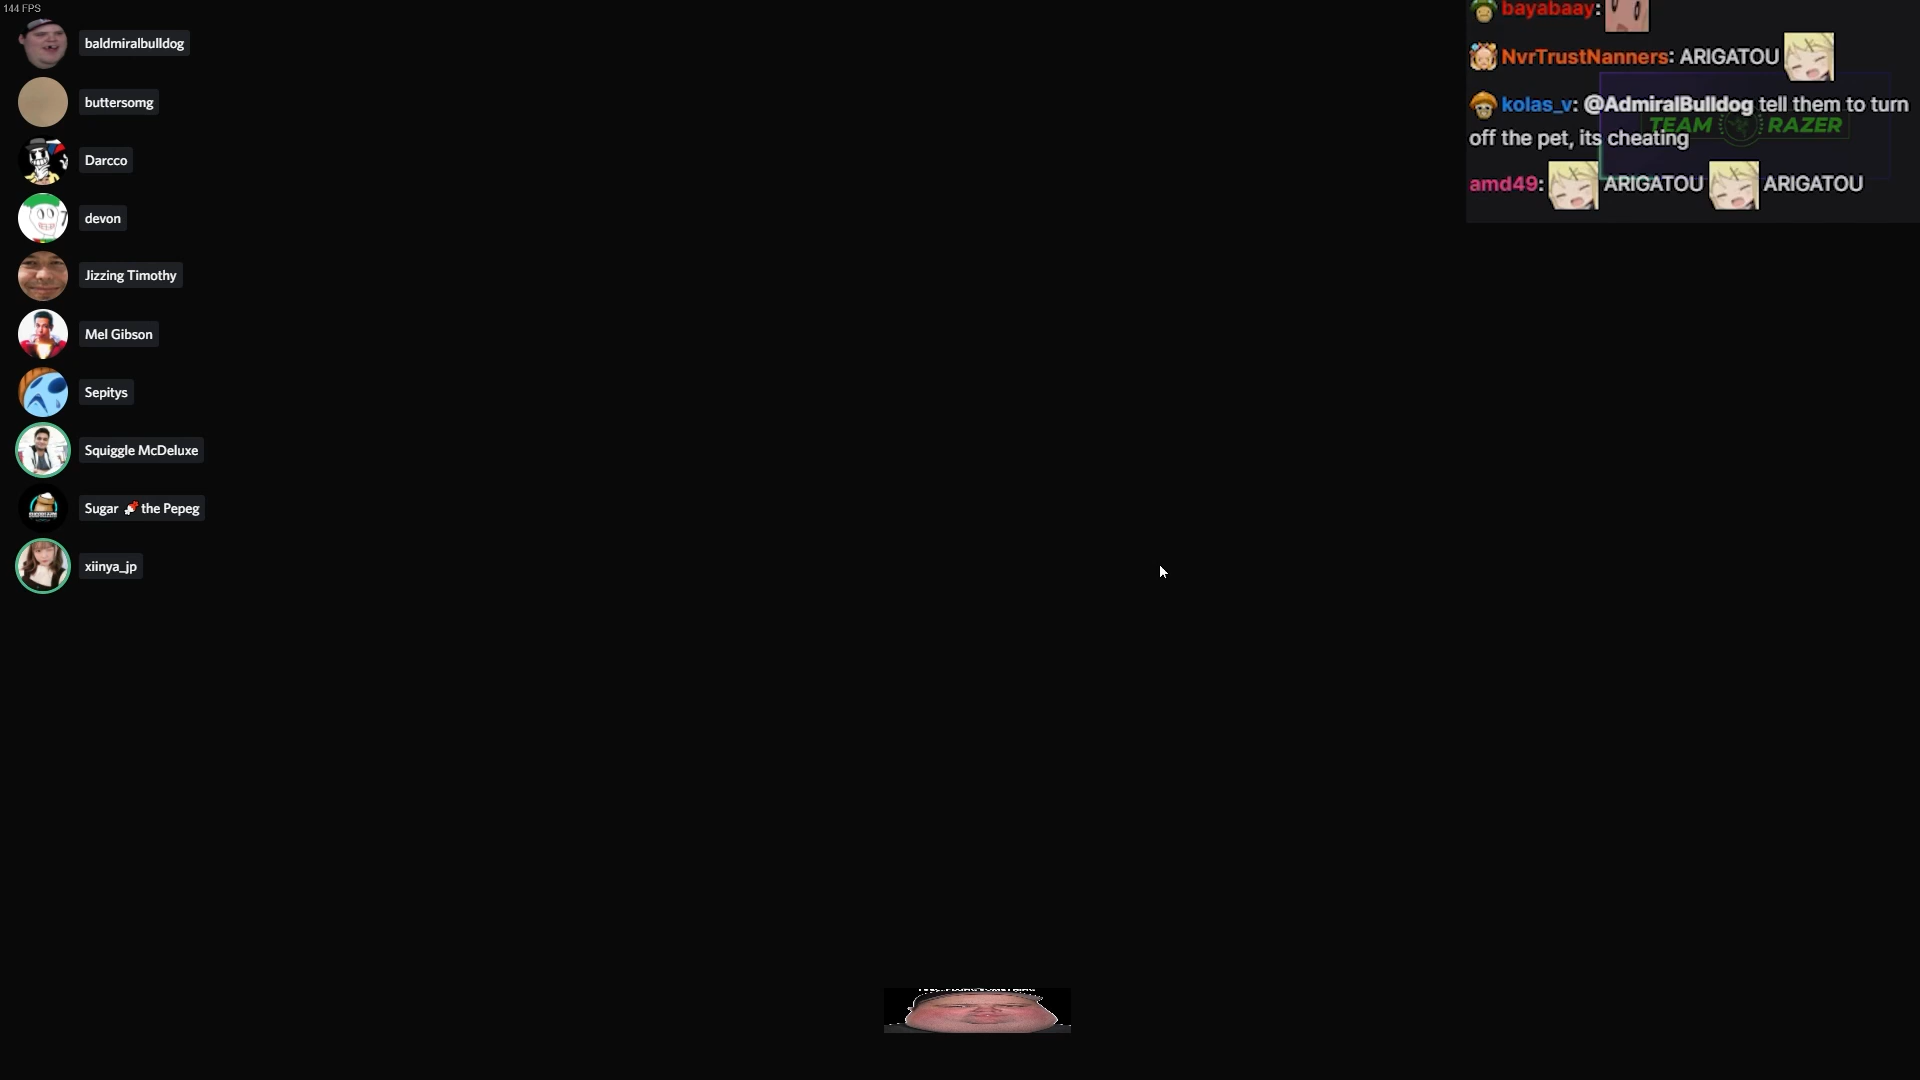 144 FPS
baldmiralbulldog
buttersomg
Darcco
devon
Jizzing Timothy
Mel Gibson
Sepitys
Squiggle McDeluxe
Sugar 🧨 the Pepeg
xiinya_jp
bayabaay:
NvrTrustNanners: ARIGATOU
kolas_v: @AdmiralBulldog tell them to turn
off the pet, its cheating
TEAM RAZER
amd49: ARIGATOU ARIGATOU